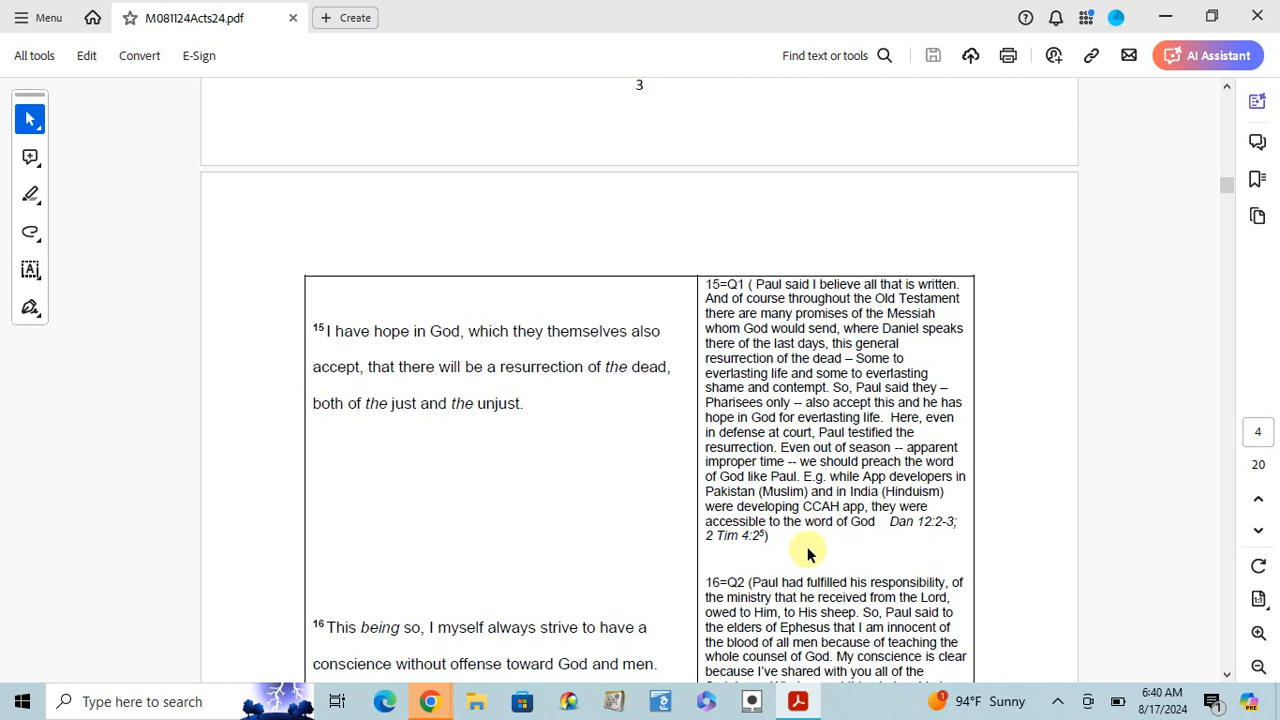 Menu
M081124Acts24.pdf
Create
All tools
Edit
Convert
E-Sign
Find text or tools
AI Assistant
3
15 I have hope in God, which they themselves also
accept, that there will be a resurrection of the dead,
both of the just and the unjust.
16 This being so, I myself always strive to have a
conscience without offense toward God and men.
15=Q1 ( Paul said I believe all that is written.
And of course throughout the Old Testament
there are many promises of the Messiah
whom God would send, where Daniel speaks
there of the last days, this general
resurrection of the dead – Some to
everlasting life and some to everlasting
shame and contempt. So, Paul said they –
Pharisees only -- also accept this and he has
hope in God for everlasting life. Here, even
in defense at court, Paul testified the
resurrection. Even out of season -- apparent
improper time -- we should preach the word
of God like Paul. E.g. while App developers in
Pakistan (Muslim) and in India (Hinduism)
were developing CCAH app, they were
accessible to the word of God Dan 12:2-3;
2 Tim 4:2⁵)
16=Q2 (Paul had fulfilled his responsibility, of
the ministry that he received from the Lord,
owed to Him, to His sheep. So, Paul said to
the elders of Ephesus that I am innocent of
the blood of all men because of teaching the
whole counsel of God. My conscience is clear
because I've shared with you all of the
4
20
Type here to search
94°F Sunny
6:40 AM
8/17/2024